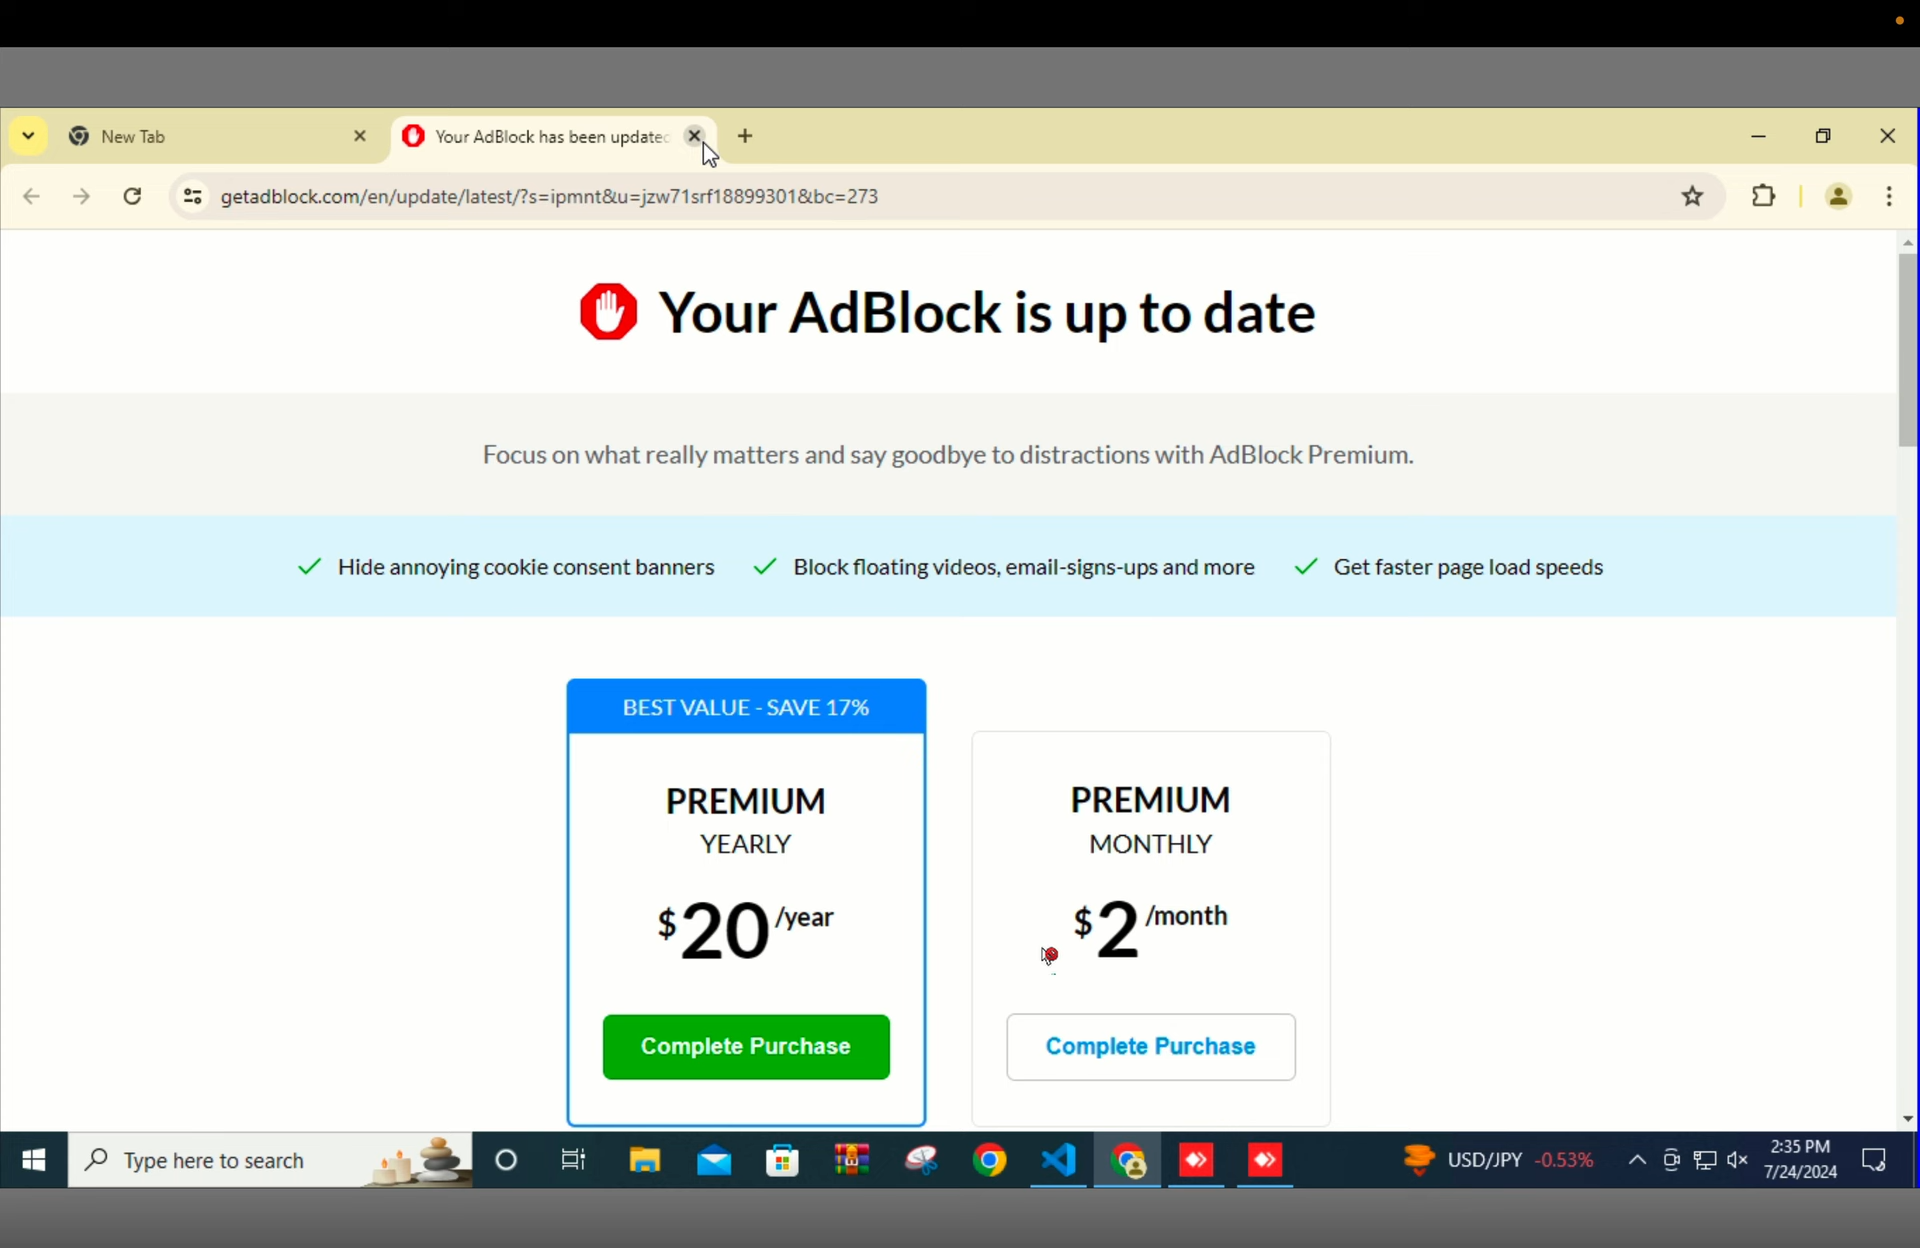 New Tab
Your AdBlock has been updated
getadblock.com/en/update/latest/?s=ipmnt&u=jzw71srf18899301&bc=273
Your AdBlock is up to date
Focus on what really matters and say goodbye to distractions with AdBlock Premium.
Hide annoying cookie consent banners
Block floating videos, email-signs-ups and more
Get faster page load speeds
BEST VALUE - SAVE 17%
PREMIUM
YEARLY
$20/year
Complete Purchase
PREMIUM
MONTHLY
$2/month
Complete Purchase
Type here to search
USD/JPY -0.53%
2:35 PM
7/24/2024